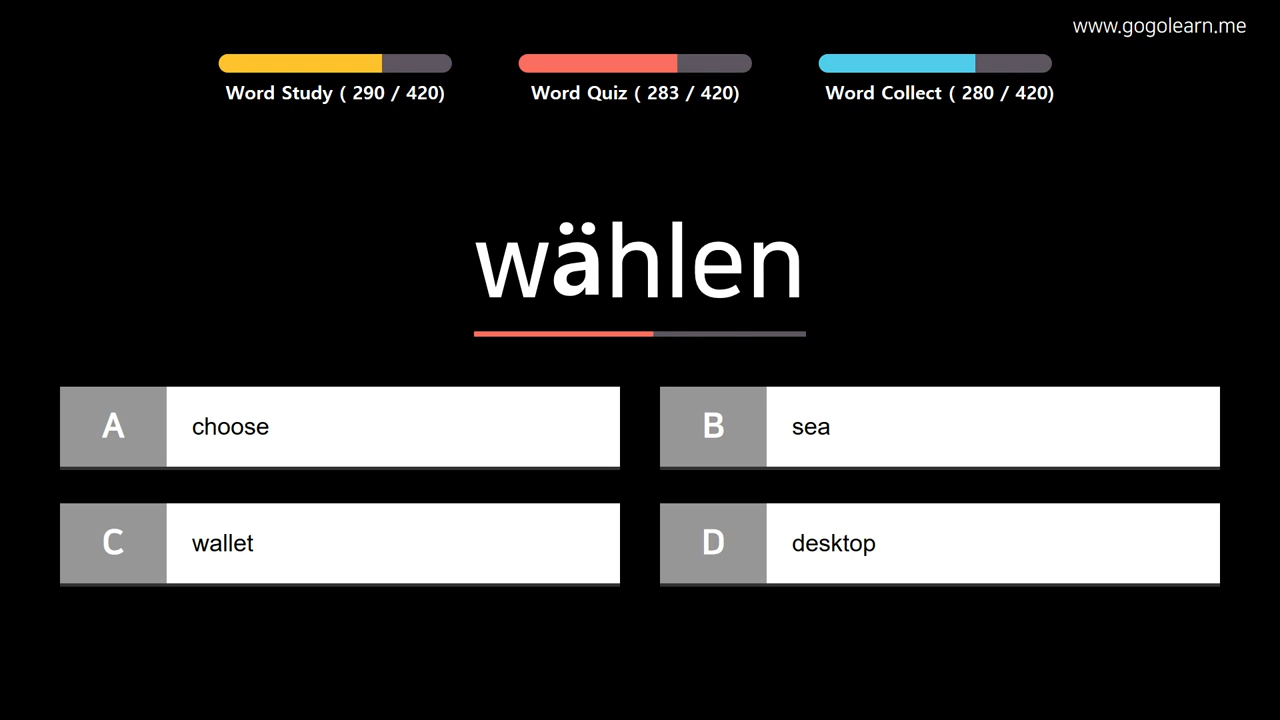 www.gogolearn.me
Word Study ( 290 / 420)
Word Quiz ( 283 / 420)
Word Collect ( 280 / 420)
wählen
A choose
B sea
C wallet
D desktop